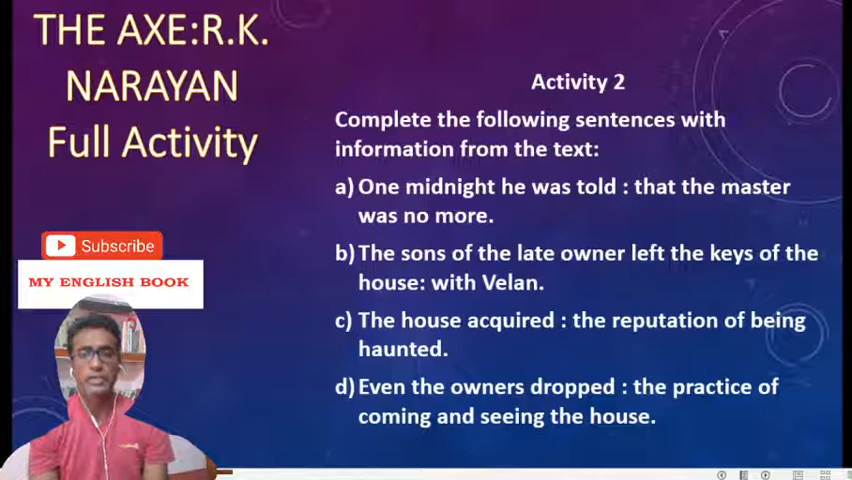 THE AXE:R.K.
NARAYAN
Full Activity
Subscribe
MY ENGLISH BOOK
Activity 2
Complete the following sentences with
information from the text:
a) One midnight he was told : that the master
was no more.
b) The sons of the late owner left the keys of the
house: with Velan.
c) The house acquired : the reputation of being
haunted.
d) Even the owners dropped : the practice of
coming and seeing the house.